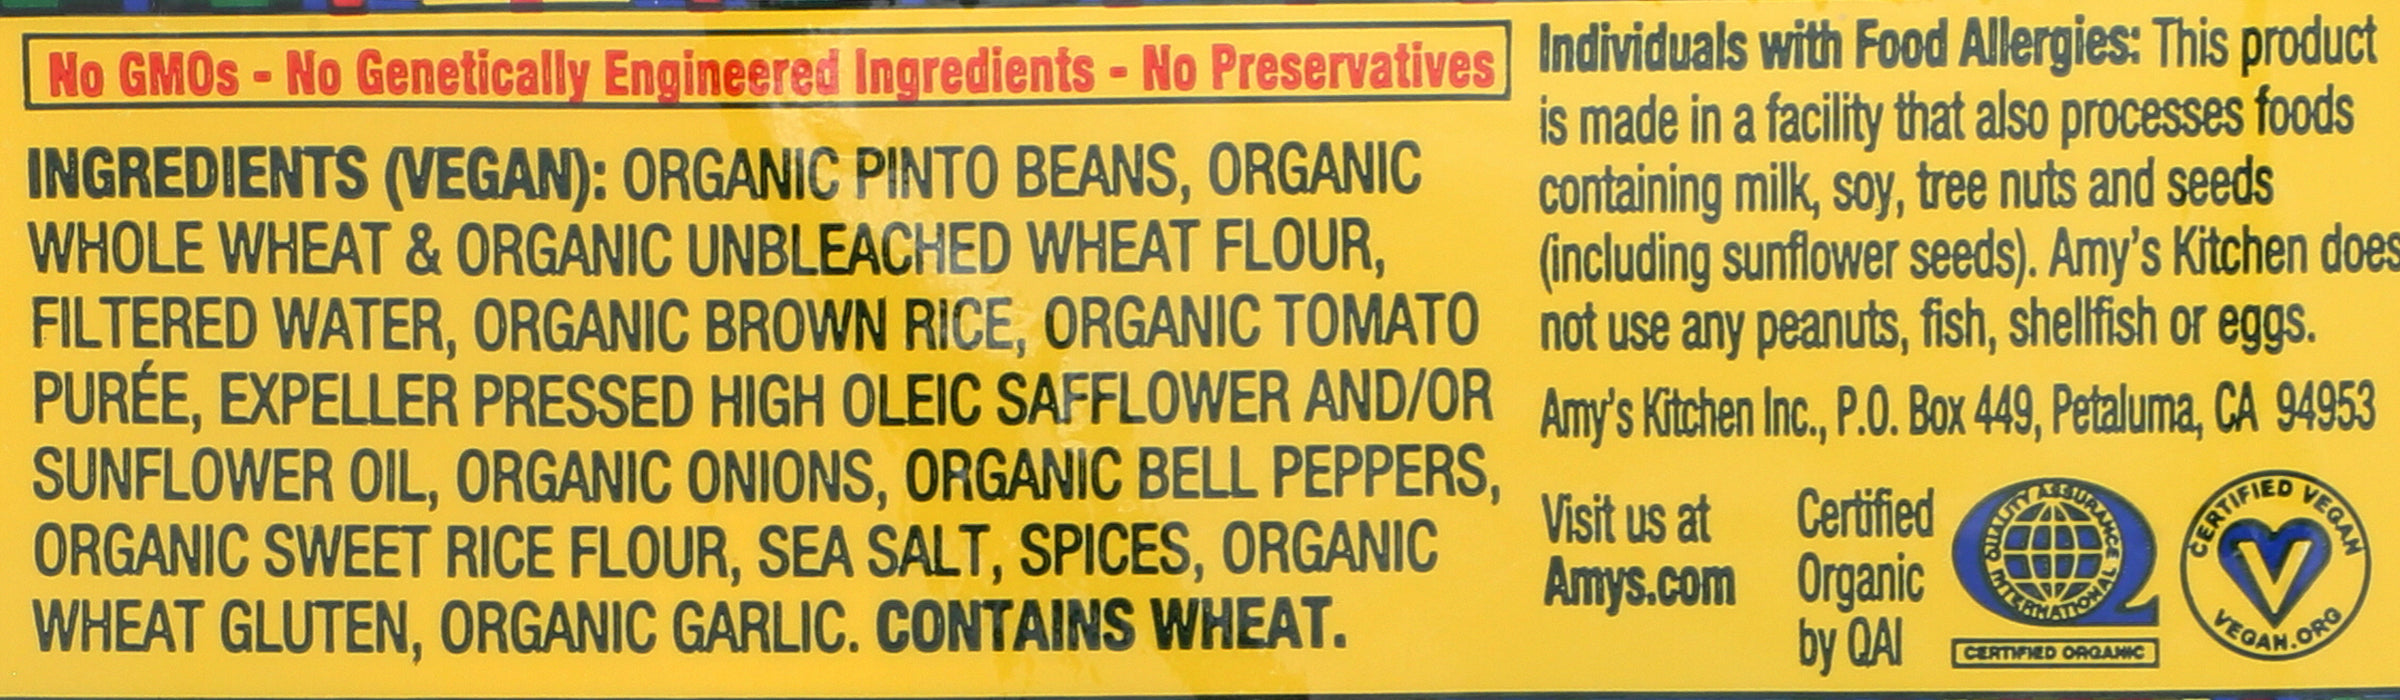 No GMOs - No Genetically Engineered Ingredients - No Preservatives
INGREDIENTS (VEGAN): ORGANIC PINTO BEANS, ORGANIC
WHOLE WHEAT & ORGANIC UNBLEACHED WHEAT FLOUR,
FILTERED WATER, ORGANIC BROWN RICE, ORGANIC TOMATO
PURÉE, EXPELLER PRESSED HIGH OLEIC SAFFLOWER AND/OR
SUNFLOWER OIL, ORGANIC ONIONS, ORGANIC BELL PEPPERS,
ORGANIC SWEET RICE FLOUR, SEA SALT, SPICES, ORGANIC
WHEAT GLUTEN, ORGANIC GARLIC. CONTAINS WHEAT.
Individuals with Food Allergies: This product
is made in a facility that also processes foods
containing milk, soy, tree nuts and seeds
(including sunflower seeds). Amy's Kitchen does
not use any peanuts, fish, shellfish or eggs.
Amy's Kitchen Inc., P.O. Box 449, Petaluma, CA 94953
Visit us at
Amys.com
Certified
Organic
by QAI
QUALITY ASSURANCE
INTERNATIONAL
CERTIFIED ORGANIC
CERTIFIED VEGAN
V
VEGAN.ORG